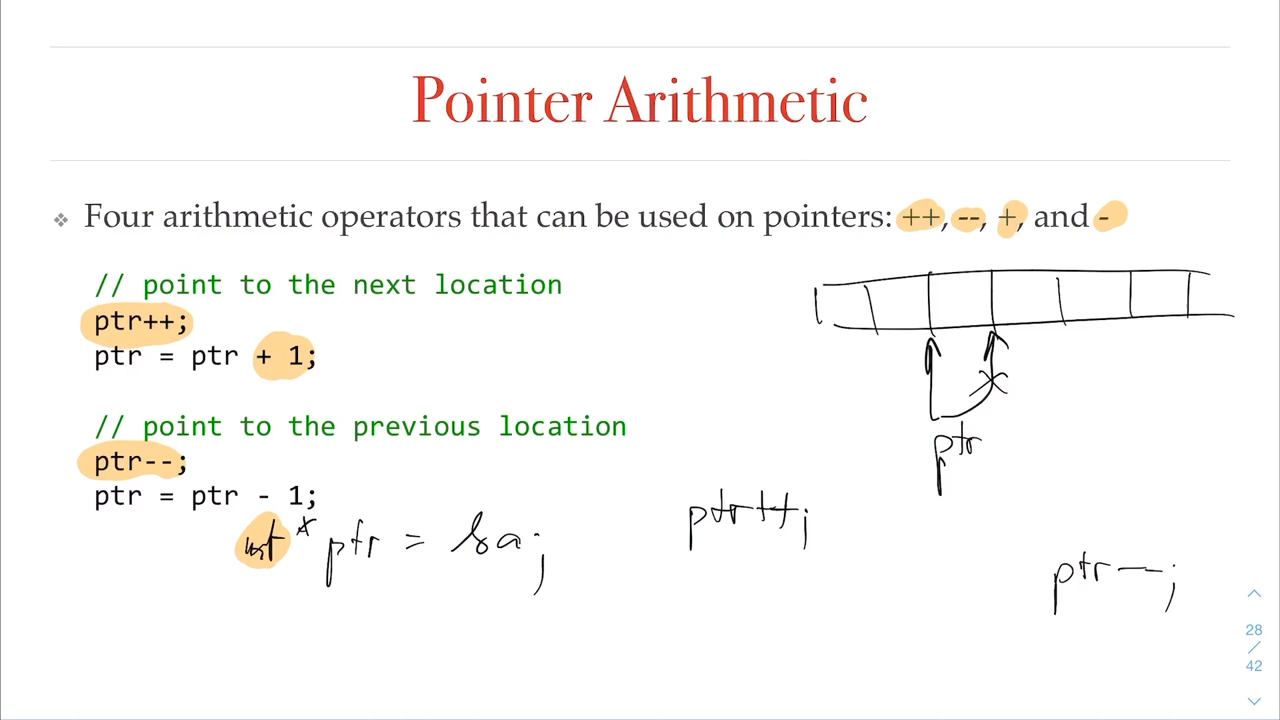 Pointer Arithmetic
❖ Four arithmetic operators that can be used on pointers: ++, --, +, and -
// point to the next location
ptr++;
ptr = ptr + 1;
// point to the previous location
ptr--;
ptr = ptr - 1;
int* ptr = &a;
ptr
ptr++;
ptr--;
28
/
42